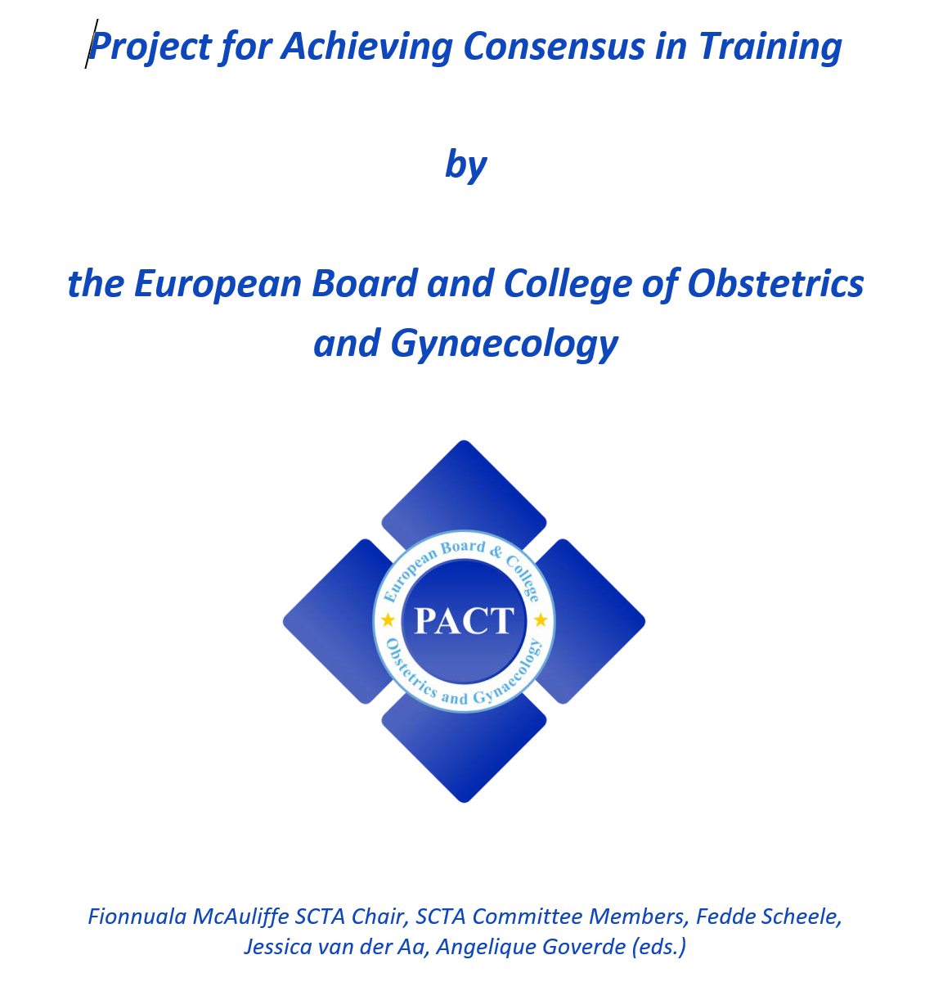 Project for Achieving Consensus in Training
by
the European Board and College of Obstetrics
and Gynaecology
European Board & College
PACT
Obstetrics and Gynaecology
Fionnuala McAuliffe SCTA Chair, SCTA Committee Members, Fedde Scheele,
Jessica van der Aa, Angelique Goverde (eds.)